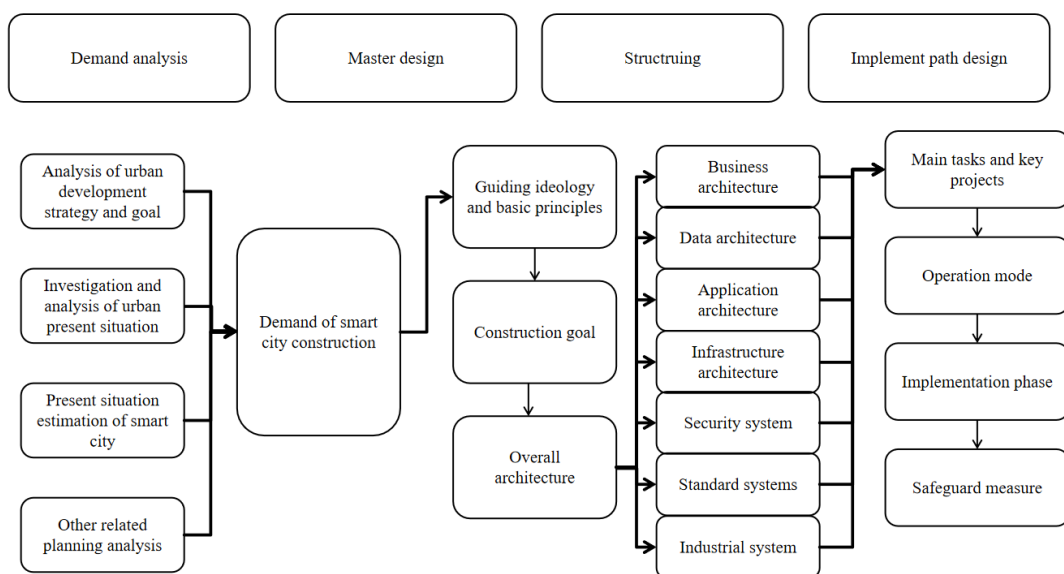 Demand analysis
Master design
Structruing
Implement path design
Analysis of urban
development
strategy and goal
Investigation and
analysis of urban
present situation
Present situation
estimation of smart
city
Other related
planning analysis
Demand of smart
city construction
Guiding ideology
and basic principles
Construction goal
Overall
architecture
Business
architecture
Data architecture
Application
architecture
Infrastructure
architecture
Security system
Standard systems
Industrial system
Main tasks and key
projects
Operation mode
Implementation phase
Safeguard measure